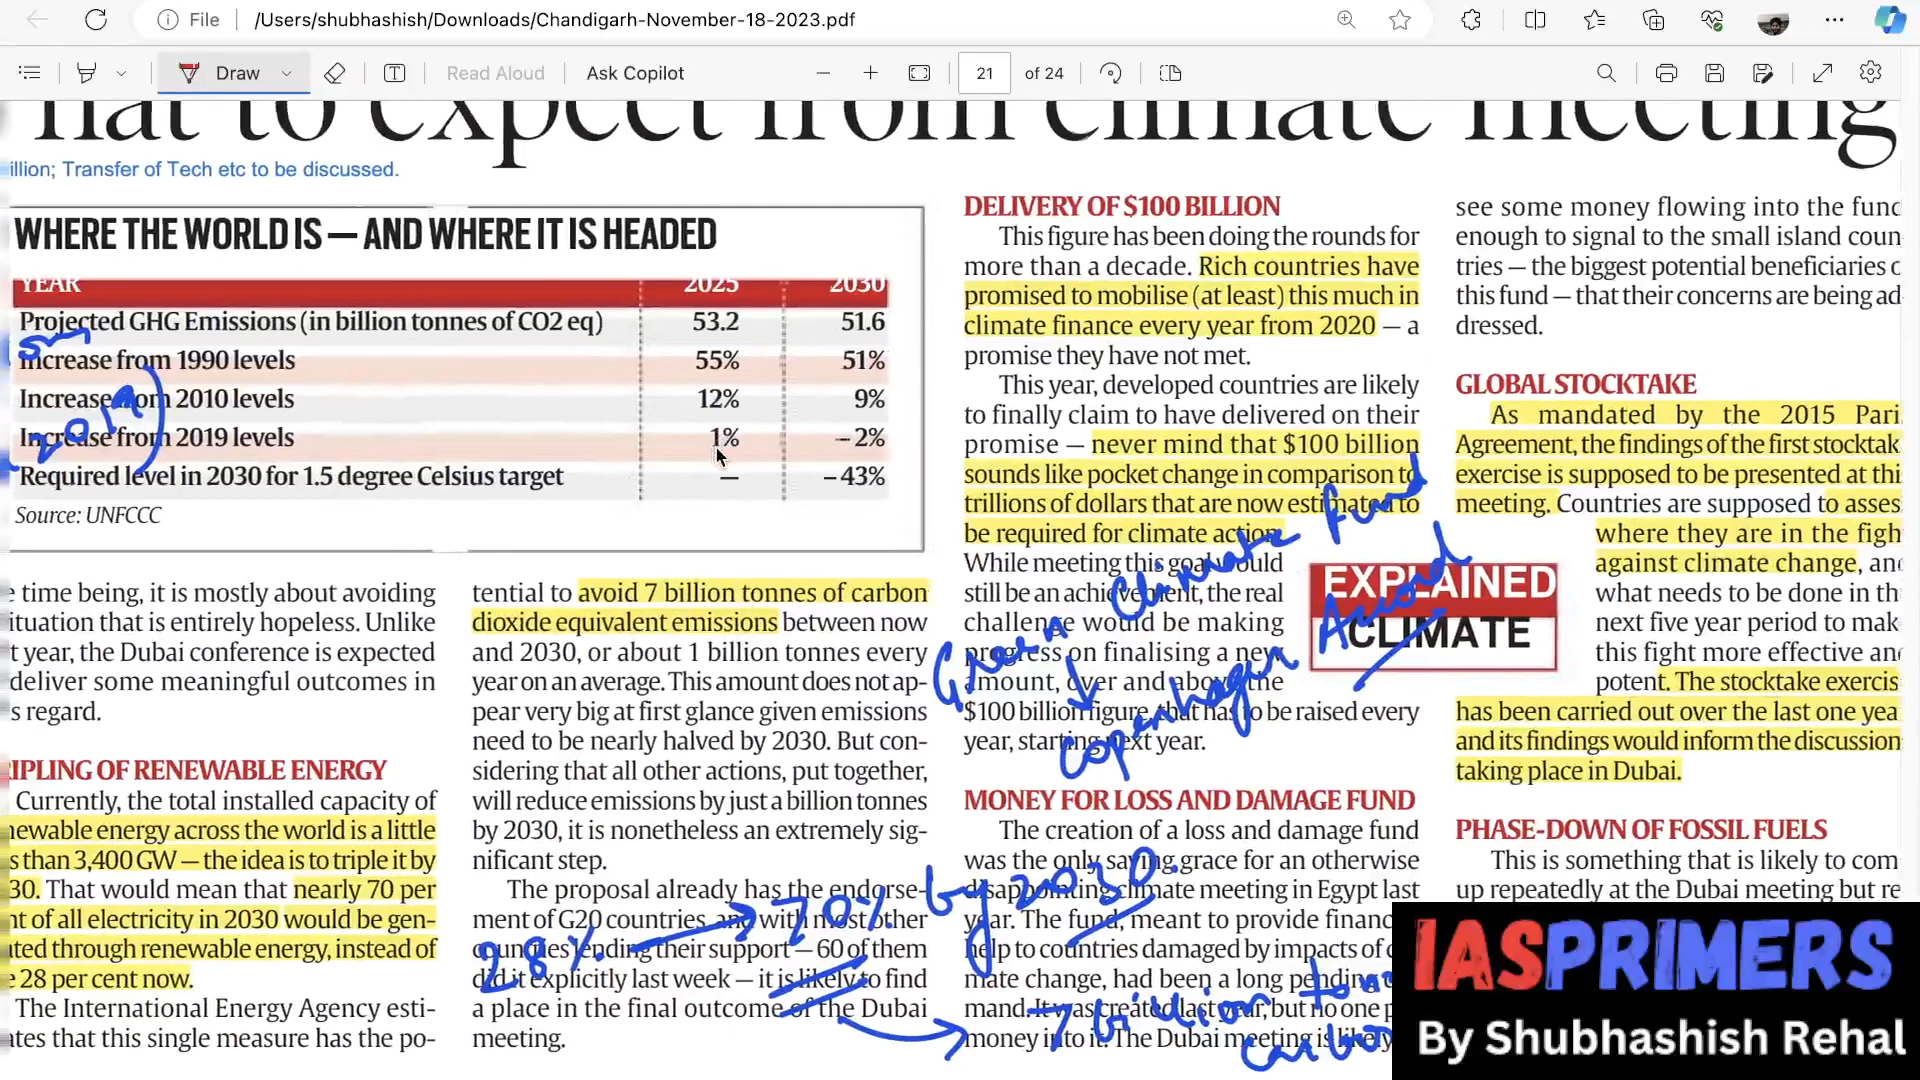 File
/Users/shubhashish/Downloads/Chandigarh-November-18-2023.pdf
Draw
Read Aloud
Ask Copilot
21
of 24
hat to expect from climate meeting
illion; Transfer of Tech etc to be discussed.
WHERE THE WORLD IS — AND WHERE IT IS HEADED
YEAR 2025 2030
Projected GHG Emissions (in billion tonnes of CO2 eq) 53.2 51.6
Increase from 1990 levels 55% 51%
Increase from 2010 levels 12% 9%
Increase from 2019 levels 1% –2%
Required level in 2030 for 1.5 degree Celsius target — –43%
Source: UNFCCC
2019)
e time being, it is mostly about avoiding
ituation that is entirely hopeless. Unlike
t year, the Dubai conference is expected
deliver some meaningful outcomes in
s regard.
RIPLING OF RENEWABLE ENERGY
Currently, the total installed capacity of
newable energy across the world is a little
s than 3,400 GW — the idea is to triple it by
30. That would mean that nearly 70 per
nt of all electricity in 2030 would be gen-
ated through renewable energy, instead of
e 28 per cent now.
The International Energy Agency esti-
ates that this single measure has the po-
tential to avoid 7 billion tonnes of carbon
dioxide equivalent emissions between now
and 2030, or about 1 billion tonnes every
year on an average. This amount does not ap-
pear very big at first glance given emissions
need to be nearly halved by 2030. But con-
sidering that all other actions, put together,
will reduce emissions by just a billion tonnes
by 2030, it is nonetheless an extremely sig-
nificant step.
The proposal already has the endorse-
ment of G20 countries, and with most other
countries lending their support — 60 of them
did it explicitly last week — it is likely to find
a place in the final outcome of the Dubai
meeting.
28% 70% by 2030.
7 billion
DELIVERY OF $100 BILLION
This figure has been doing the rounds for
more than a decade. Rich countries have
promised to mobilise (at least) this much in
climate finance every year from 2020 — a
promise they have not met.
This year, developed countries are likely
to finally claim to have delivered on their
promise — never mind that $100 billion
sounds like pocket change in comparison to
trillions of dollars that are now estimated to
be required for climate action.
While meeting this goal would
still be an achievement, the real
challenge would be making
progress on finalising a new
amount, over and above the
$100 billion figure, that has to be raised every
year, starting next year.
Green Climate Fund
Copenhagen Accord
EXPLAINED
CLIMATE
MONEY FOR LOSS AND DAMAGE FUND
The creation of a loss and damage fund
was the only saving grace for an otherwise
disappointing climate meeting in Egypt last
year. The fund, meant to provide financ
help to countries damaged by impacts of c
mate change, had been a long pending
mand. It was created last year, but no one p
money into it. The Dubai meeting is likely
see some money flowing into the fund
enough to signal to the small island coun
tries — the biggest potential beneficiaries o
this fund — that their concerns are being ad
dressed.
GLOBAL STOCKTAKE
As mandated by the 2015 Pari
Agreement, the findings of the first stocktak
exercise is supposed to be presented at this
meeting. Countries are supposed to asses
where they are in the figh
against climate change, and
what needs to be done in th
next five year period to mak
this fight more effective and
potent. The stocktake exercis
has been carried out over the last one yea
and its findings would inform the discussion
taking place in Dubai.
PHASE-DOWN OF FOSSIL FUELS
This is something that is likely to com
up repeatedly at the Dubai meeting but re
IASPRIMERS
By Shubhashish Rehal